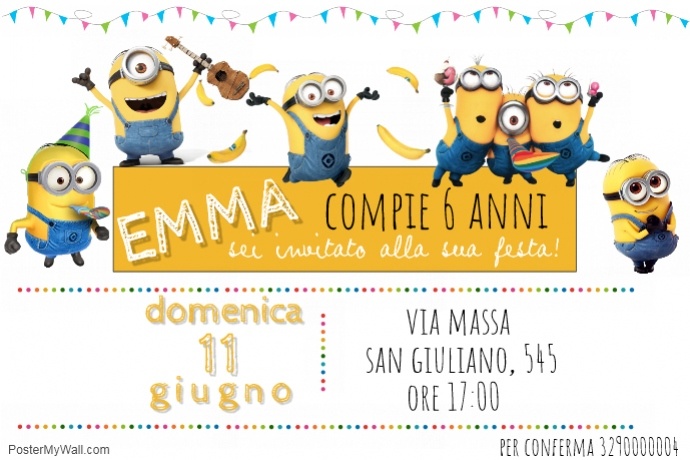 EMMA COMPIE 6 ANNI
sei invitato alla sua festa!
domenica
11
giugno
VIA MASSA
SAN GIULIANO, 545
ORE 17:00
PosterMyWall.com
PER CONFERMA 3290000004